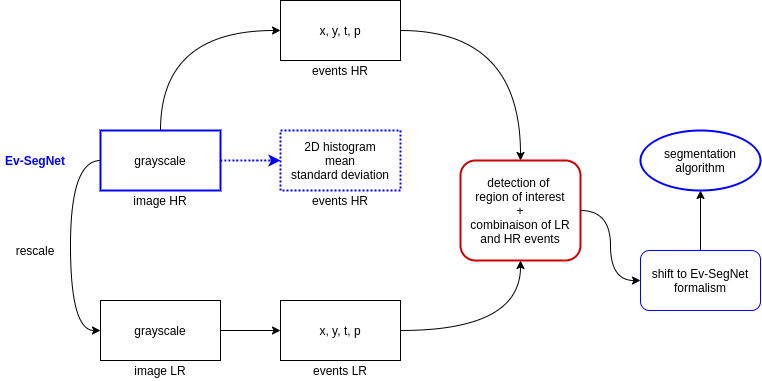 x, y, t, p
events HR
Ev-SegNet
grayscale
image HR
2D histogram
mean
standard deviation
events HR
detection of
region of interest
+
combinaison of LR
and HR events
segmentation
algorithm
rescale
shift to Ev-SegNet
formalism
grayscale
image LR
x, y, t, p
events LR